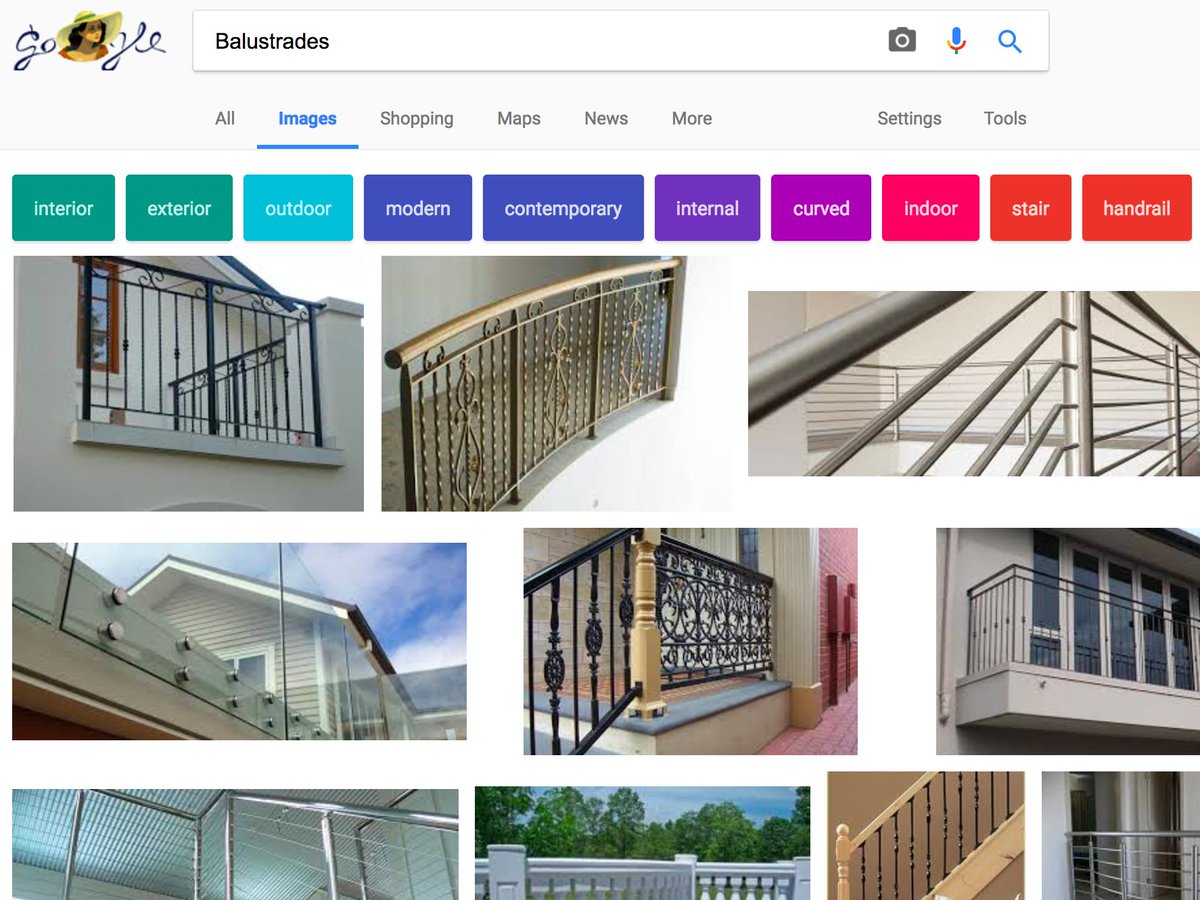 Google
Balustrades
All Images Shopping Maps News More Settings Tools
interior exterior outdoor modern contemporary internal curved indoor stair handrail